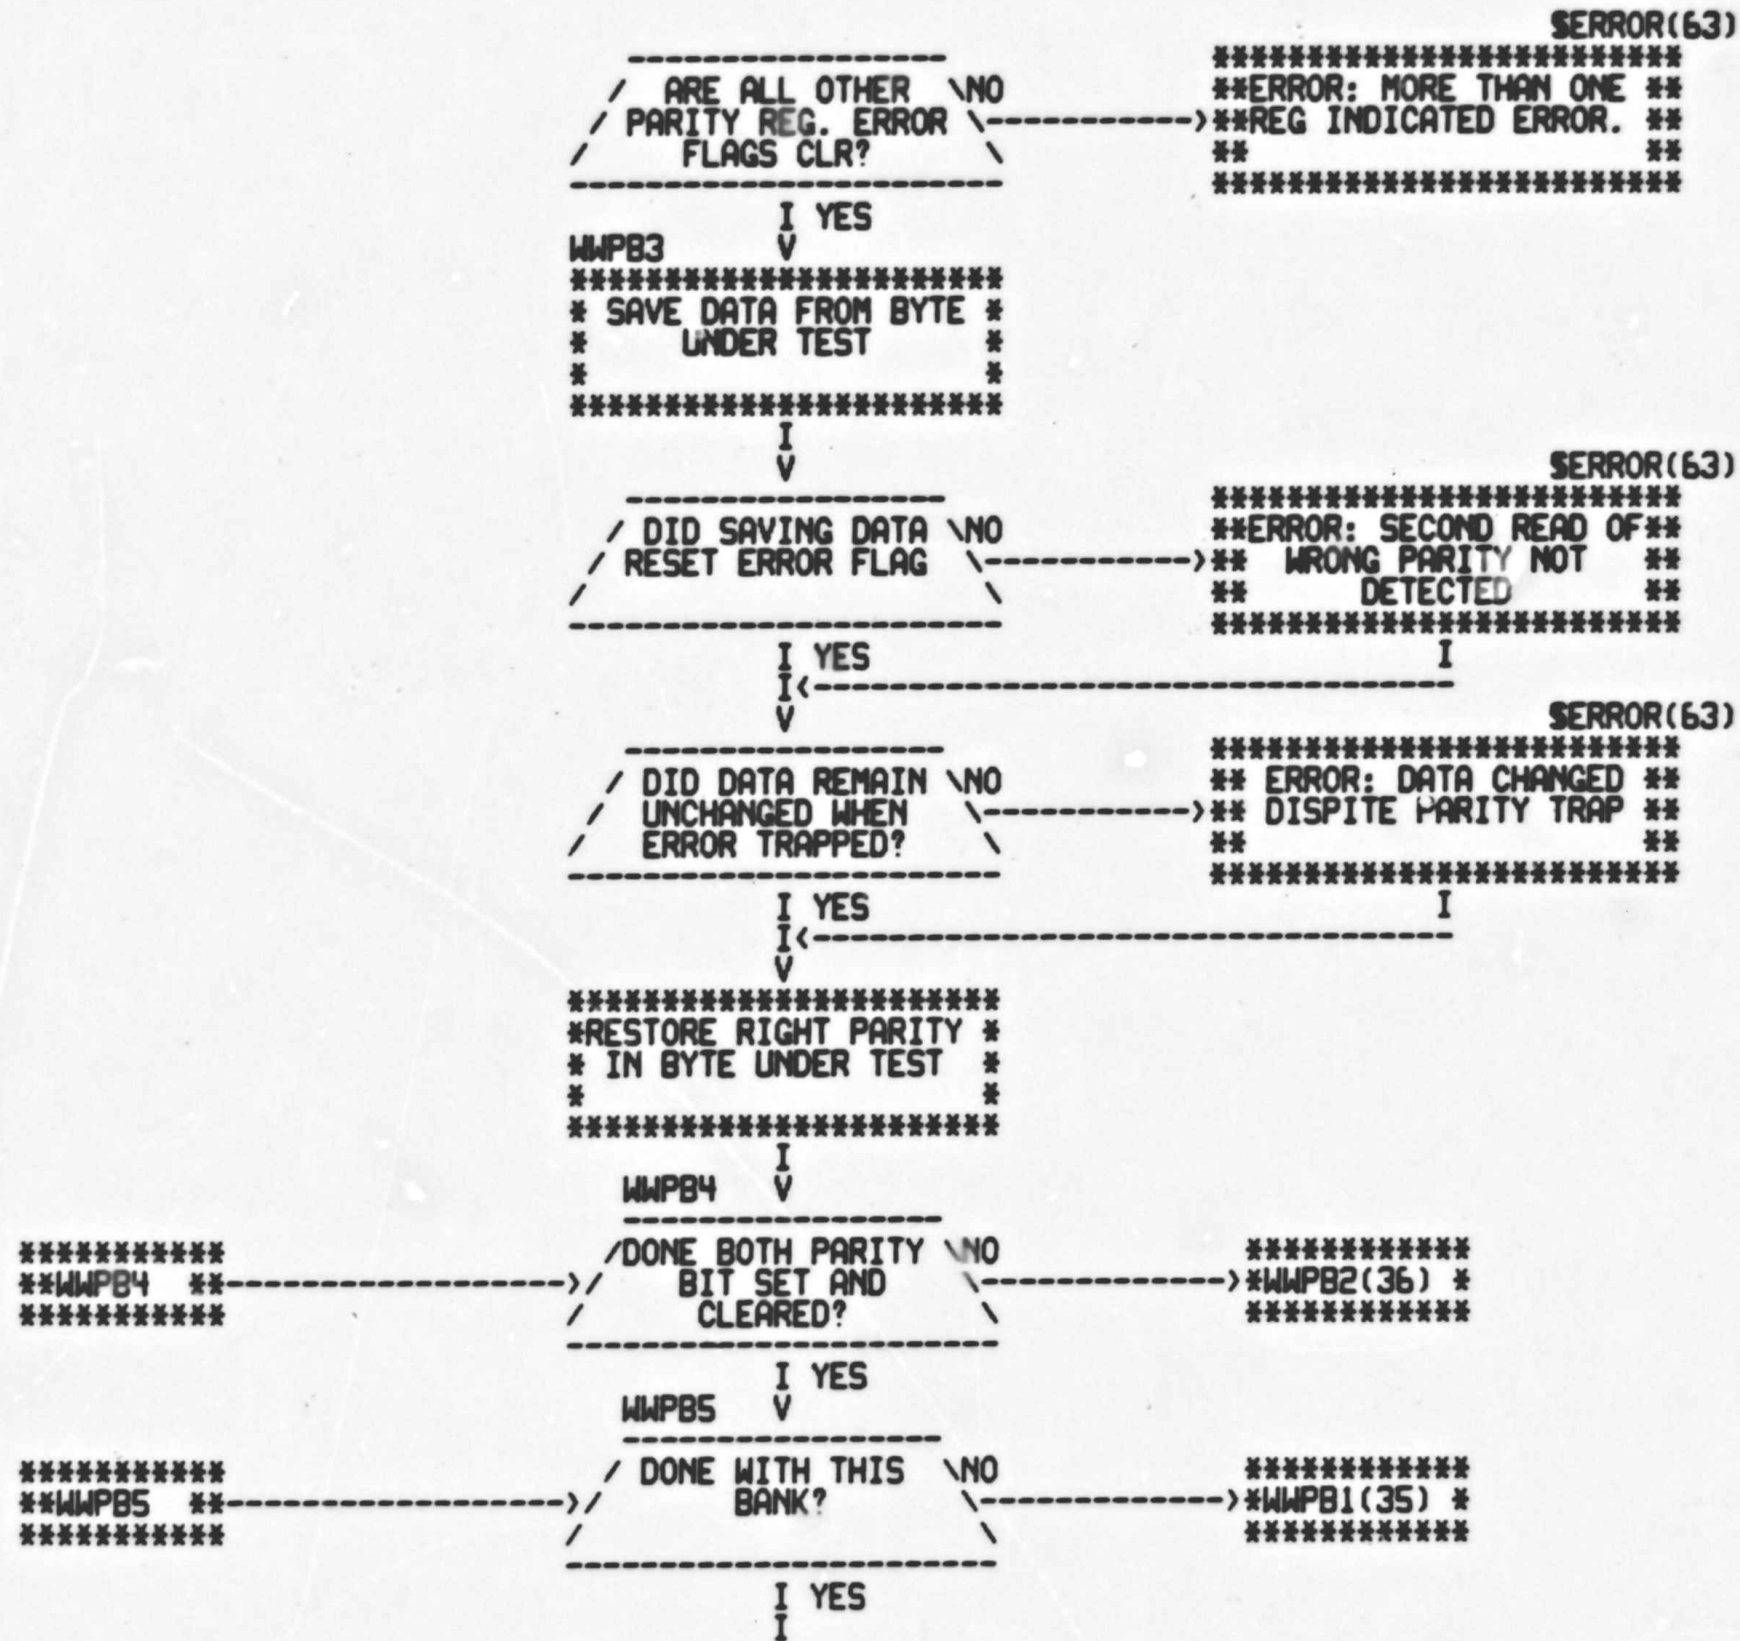 $ERROR(63)
ARE ALL OTHER NO
PARITY REG. ERROR
FLAGS CLR?
**ERROR: MORE THAN ONE **
**REG INDICATED ERROR. **
I YES
V
WWPB3
* SAVE DATA FROM BYTE *
* UNDER TEST *
I
V
$ERROR(63)
DID SAVING DATA NO
RESET ERROR FLAG
**ERROR: SECOND READ OF**
** WRONG PARITY NOT **
** DETECTED **
I YES
I
I
V
$ERROR(63)
DID DATA REMAIN NO
UNCHANGED WHEN
ERROR TRAPPED?
** ERROR: DATA CHANGED **
** DISPITE PARITY TRAP **
I YES
I
I
V
*RESTORE RIGHT PARITY *
* IN BYTE UNDER TEST *
I
V
WWPB4
**WWPB4 **
DONE BOTH PARITY NO
BIT SET AND
CLEARED?
*WWPB2(36) *
I YES
V
WWPB5
**WWPB5 **
DONE WITH THIS NO
BANK?
*WWPB1(35) *
I YES
I